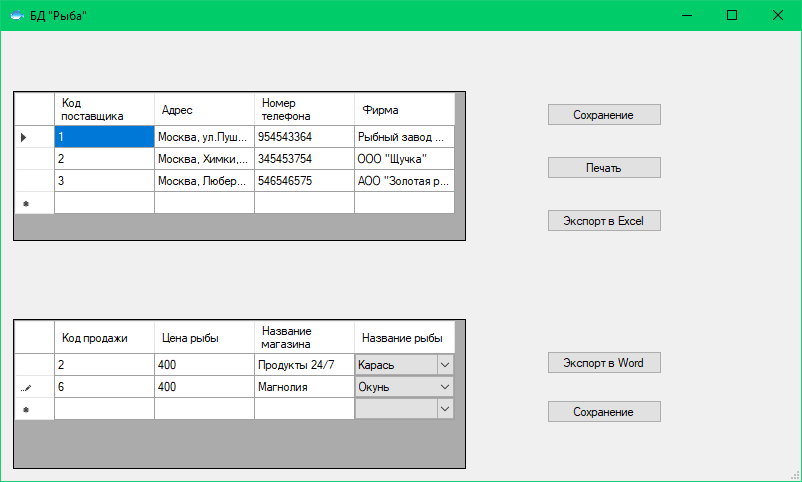 БД "Рыба"
Код поставщика Адрес Номер телефона Фирма
1 Москва, ул.Пуш... 954543364 Рыбный завод ...
2 Москва, Химки,... 345453754 ООО "Щучка"
3 Москва, Любер... 546546575 АОО "Золотая р...
Сохранение
Печать
Экспорт в Excel
Код продажи Цена рыбы Название магазина Название рыбы
2 400 Продукты 24/7 Карась
6 400 Магнолия Окунь
Экспорт в Word
Сохранение